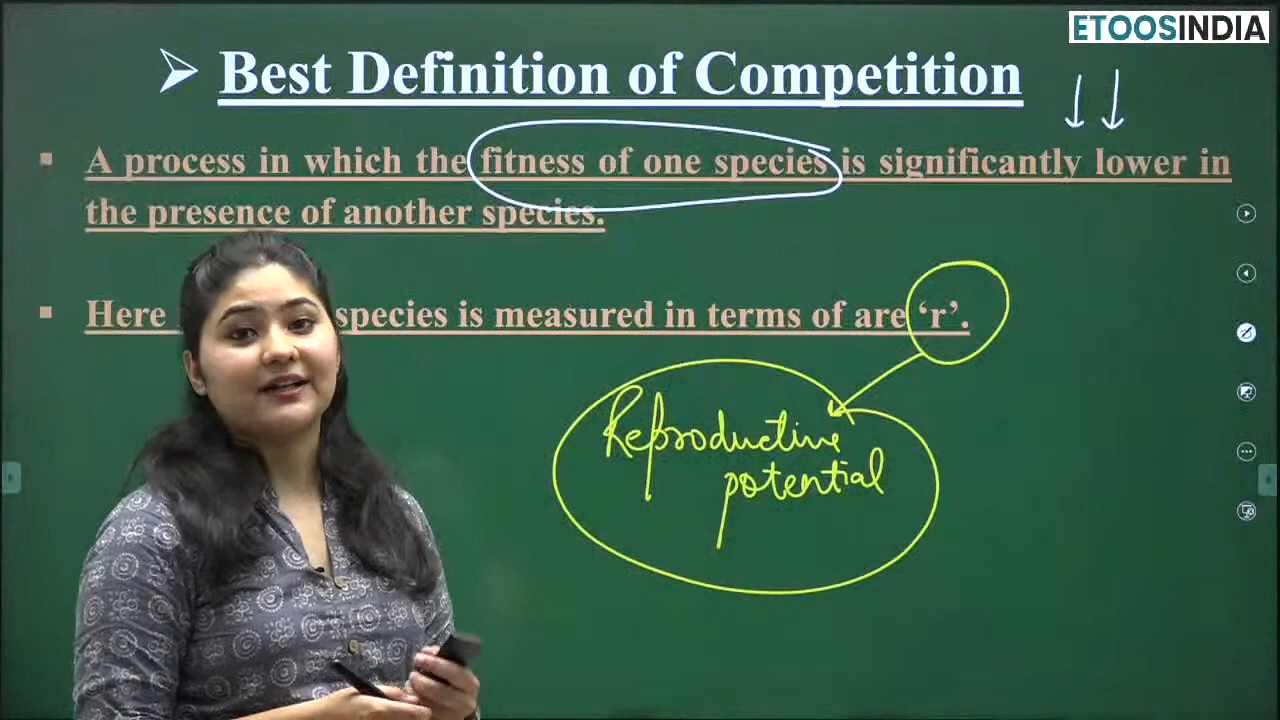 ETOOSINDIA
➤ Best Definition of Competition
▪ A process in which the fitness of one species is significantly lower in
the presence of another species.
▪ Here species is measured in terms of are ‘r’.
Reproductive
potential